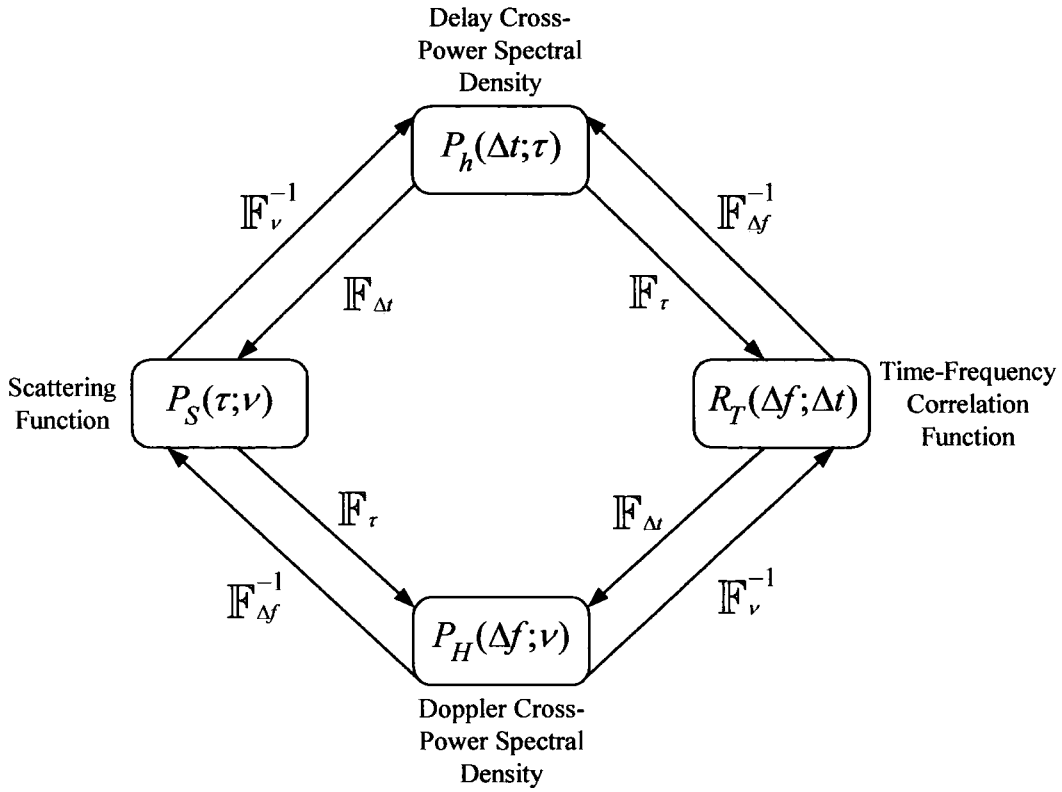 Delay Cross-
Power Spectral
Density
P_h(Δt;τ)
𝔽_ν^{-1}
𝔽_{Δf}^{-1}
𝔽_{Δt}
𝔽_τ
Scattering
Function
P_S(τ;ν)
R_T(Δf;Δt)
Time-Frequency
Correlation
Function
𝔽_τ
𝔽_{Δt}
𝔽_{Δf}^{-1}
𝔽_ν^{-1}
P_H(Δf;ν)
Doppler Cross-
Power Spectral
Density